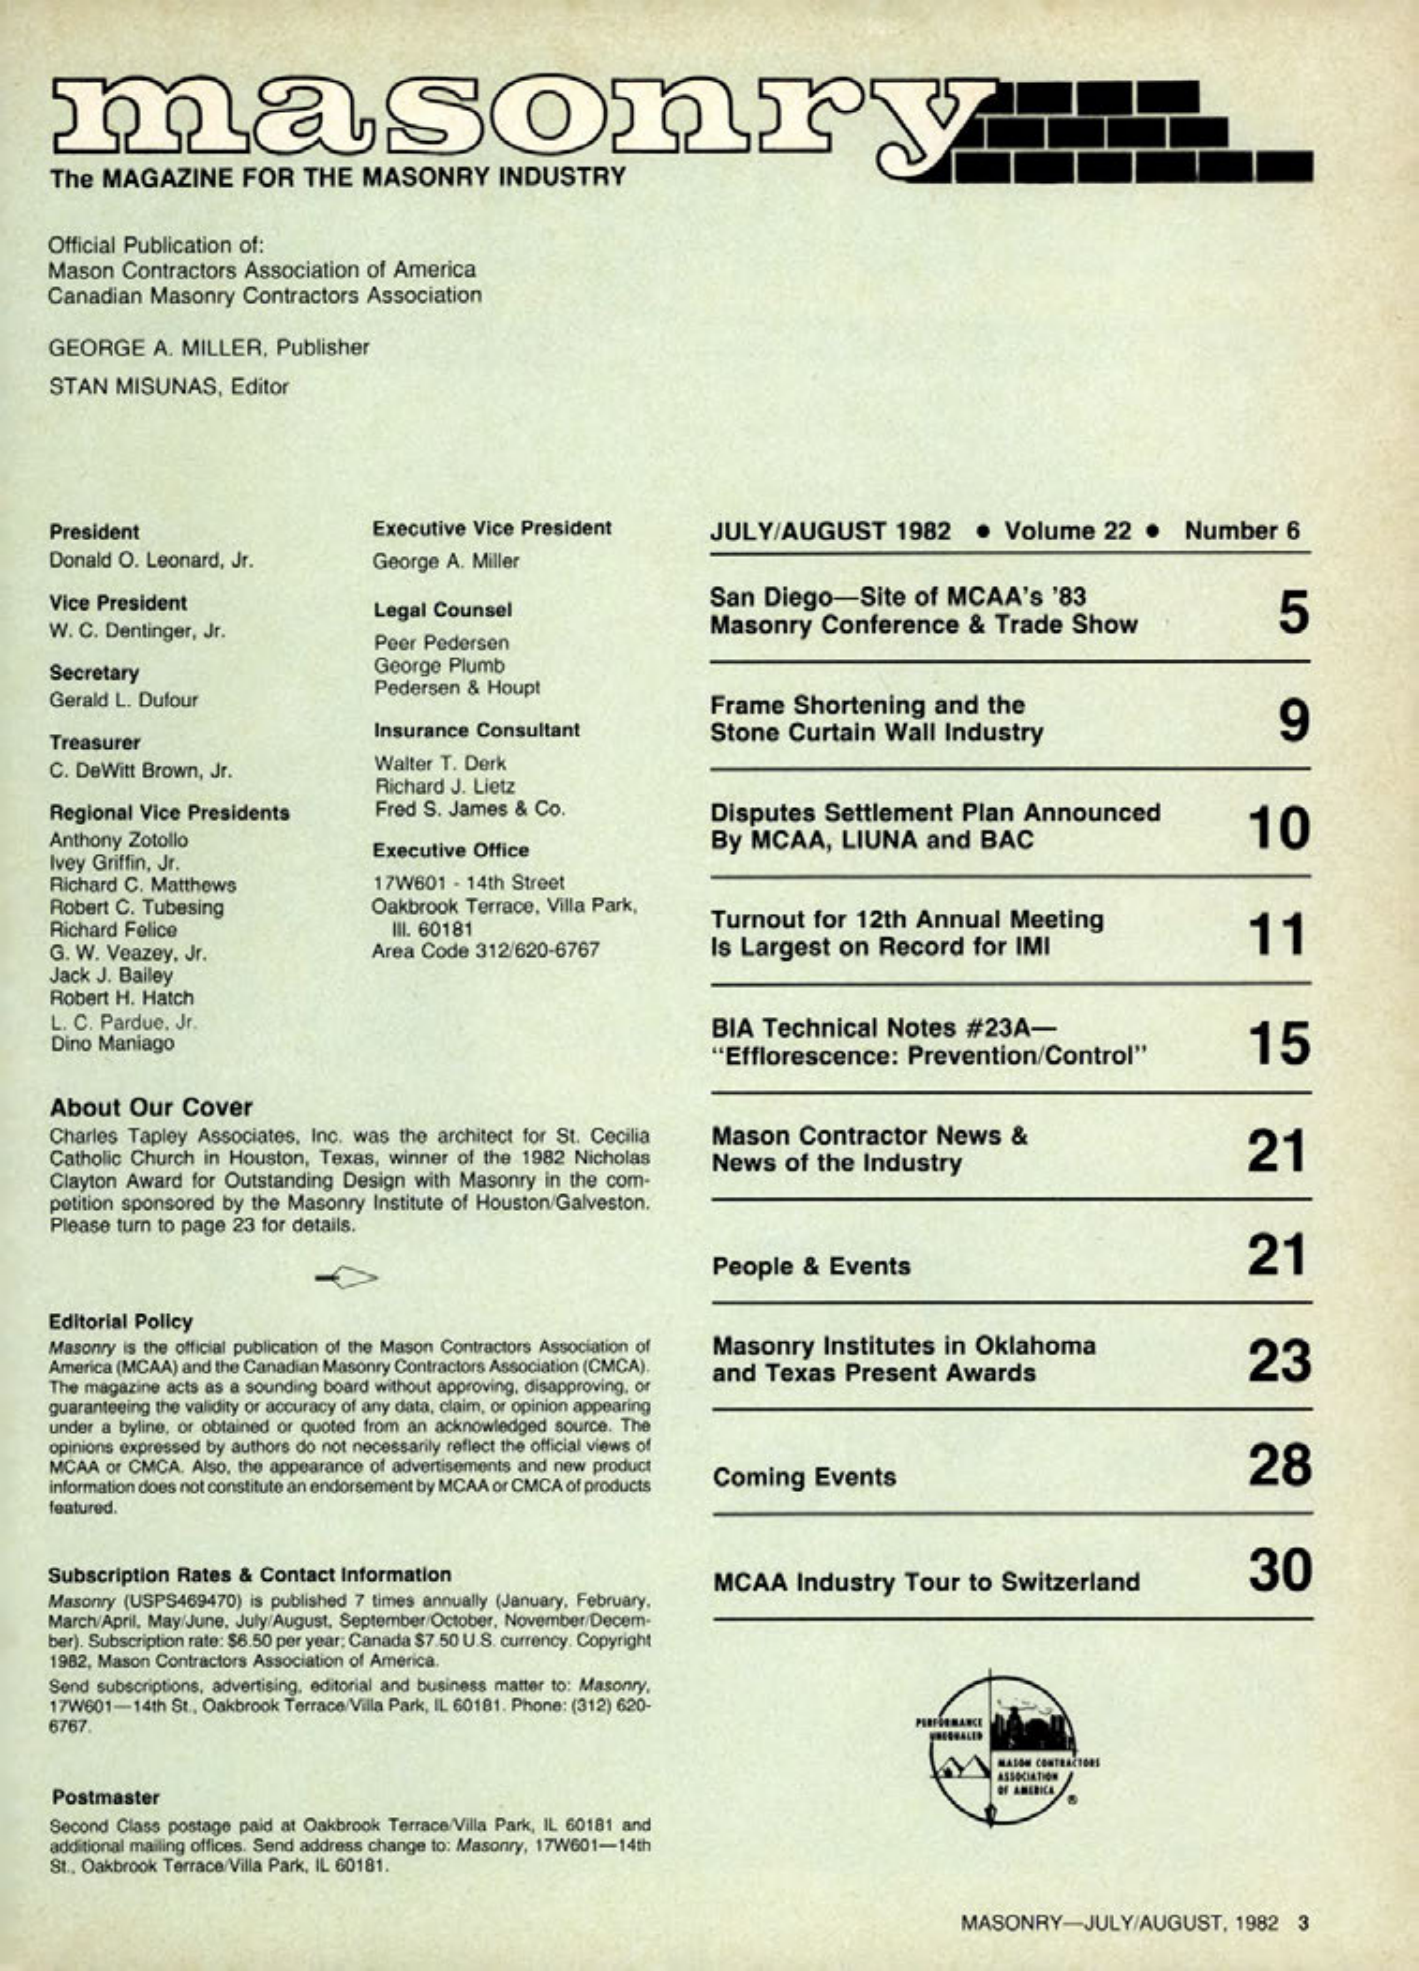 masonry
The MAGAZINE FOR THE MASONRY INDUSTRY
Official Publication of:
Mason Contractors Association of America
Canadian Masonry Contractors Association
GEORGE A. MILLER, Publisher
STAN MISUNAS, Editor
President
Donald O. Leonard, Jr.
Vice President
W. C. Dentinger, Jr.
Secretary
Gerald L. Dufour
Treasurer
C. DeWitt Brown, Jr.
Regional Vice Presidents
Anthony Zotollo
Ivey Griffin, Jr.
Richard C. Matthews
Robert C. Tubesing
Richard Felice
G. W. Veazey, Jr.
Jack J. Bailey
Robert H. Hatch
L. C. Pardue, Jr.
Dino Maniago
Executive Vice President
George A. Miller
Legal Counsel
Peer Pedersen
George Plumb
Pedersen & Houpt
Insurance Consultant
Walter T. Derk
Richard J. Lietz
Fred S. James & Co.
Executive Office
17W601 - 14th Street
Oakbrook Terrace, Villa Park,
Ill. 60181
Area Code 312/620-6767
About Our Cover
Charles Tapley Associates, Inc. was the architect for St. Cecilia
Catholic Church in Houston, Texas, winner of the 1982 Nicholas
Clayton Award for Outstanding Design with Masonry in the com-
petition sponsored by the Masonry Institute of Houston/Galveston.
Please turn to page 23 for details.
Editorial Policy
Masonry is the official publication of the Mason Contractors Association of
America (MCAA) and the Canadian Masonry Contractors Association (CMCA).
The magazine acts as a sounding board without approving, disapproving, or
guaranteeing the validity or accuracy of any data, claim, or opinion appearing
under a byline, or obtained or quoted from an acknowledged source. The
opinions expressed by authors do not necessarily reflect the official views of
MCAA or CMCA. Also, the appearance of advertisements and new product
information does not constitute an endorsement by MCAA or CMCA of products
featured.
Subscription Rates & Contact Information
Masonry (USPS469470) is published 7 times annually (January, February,
March/April, May/June, July/August, September/October, November/Decem-
ber). Subscription rate: $6.50 per year; Canada $7.50 U.S. currency. Copyright
1982, Mason Contractors Association of America.
Send subscriptions, advertising, editorial and business matter to: Masonry,
17W601—14th St., Oakbrook Terrace/Villa Park, IL 60181. Phone: (312) 620-
6767.
Postmaster
Second Class postage paid at Oakbrook Terrace/Villa Park, IL 60181 and
additional mailing offices. Send address change to: Masonry, 17W601—14th
St., Oakbrook Terrace/Villa Park, IL 60181.
JULY/AUGUST 1982 • Volume 22 • Number 6
San Diego—Site of MCAA's '83
Masonry Conference & Trade Show 5
Frame Shortening and the
Stone Curtain Wall Industry 9
Disputes Settlement Plan Announced
By MCAA, LIUNA and BAC 10
Turnout for 12th Annual Meeting
Is Largest on Record for IMI 11
BIA Technical Notes #23A—
“Efflorescence: Prevention/Control” 15
Mason Contractor News &
News of the Industry 21
People & Events 21
Masonry Institutes in Oklahoma
and Texas Present Awards 23
Coming Events 28
MCAA Industry Tour to Switzerland 30
PERFORMANCE
UNEQUALED
MASON CONTRACTORS
ASSOCIATION
OF AMERICA
®
MASONRY—JULY/AUGUST, 1982 3